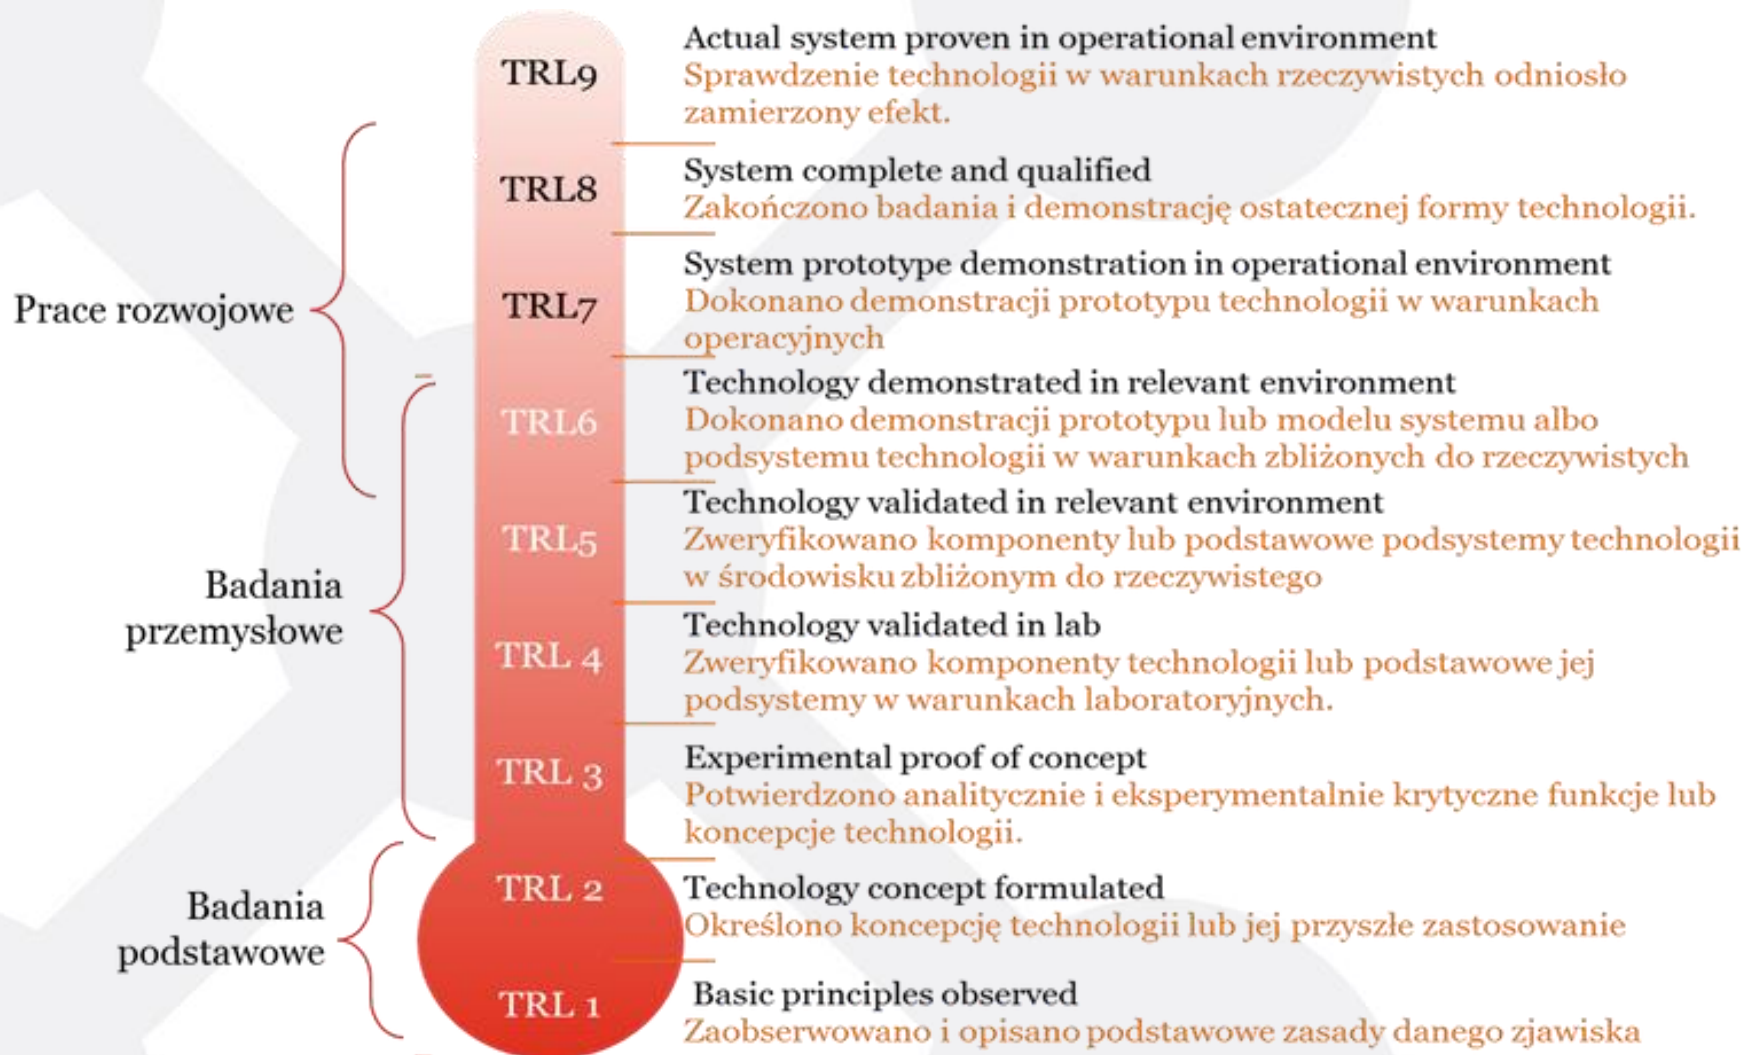 TRL9
Actual system proven in operational environment
Sprawdzenie technologii w warunkach rzeczywistych odniosło
zamierzony efekt.
TRL8
System complete and qualified
Zakończono badania i demonstrację ostatecznej formy technologii.
Prace rozwojowe
TRL7
System prototype demonstration in operational environment
Dokonano demonstracji prototypu technologii w warunkach
operacyjnych
TRL6
Technology demonstrated in relevant environment
Dokonano demonstracji prototypu lub modelu systemu albo
podsystemu technologii w warunkach zbliżonych do rzeczywistych
TRL5
Technology validated in relevant environment
Zweryfikowano komponenty lub podstawowe podsystemy technologii
w środowisku zbliżonym do rzeczywistego
Badania
przemysłowe
TRL 4
Technology validated in lab
Zweryfikowano komponenty technologii lub podstawowe jej
podsystemy w warunkach laboratoryjnych.
TRL 3
Experimental proof of concept
Potwierdzono analitycznie i eksperymentalnie krytyczne funkcje lub
koncepcje technologii.
Badania
podstawowe
TRL 2
Technology concept formulated
Określono koncepcję technologii lub jej przyszłe zastosowanie
TRL 1
Basic principles observed
Zaobserwowano i opisano podstawowe zasady danego zjawiska